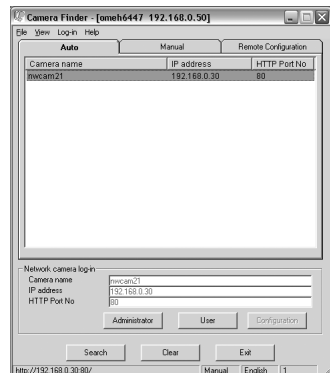 Camera Finder - [omeh6447 192.168.0.50]
File View Log-in Help
Auto Manual Remote Configuration
Camera name IP address HTTP Port No
nwcam21 192.168.0.30 80
Network camera log-in
Camera name nwcam21
IP address 192.168.0.30
HTTP Port No 80
Administrator User Configuration
Search Clear Exit
http://192.168.0.30:80/ Manual English 1